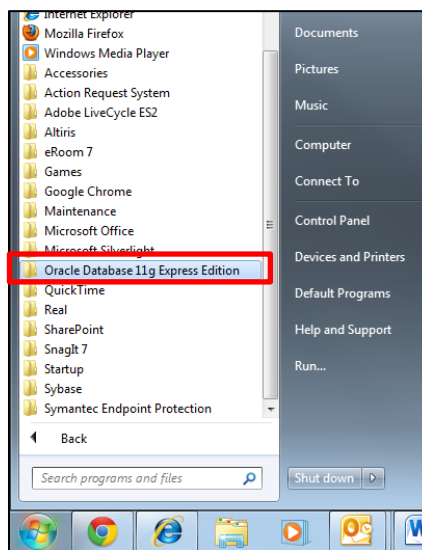 Internet Explorer
Mozilla Firefox
Windows Media Player
Accessories
Action Request System
Adobe LiveCycle ES2
Altiris
eRoom 7
Games
Google Chrome
Maintenance
Microsoft Office
Microsoft Silverlight
Oracle Database 11g Express Edition
QuickTime
Real
SharePoint
SnagIt 7
Startup
Sybase
Symantec Endpoint Protection
Back
Search programs and files
Documents
Pictures
Music
Computer
Connect To
Control Panel
Devices and Printers
Default Programs
Help and Support
Run...
Shut down